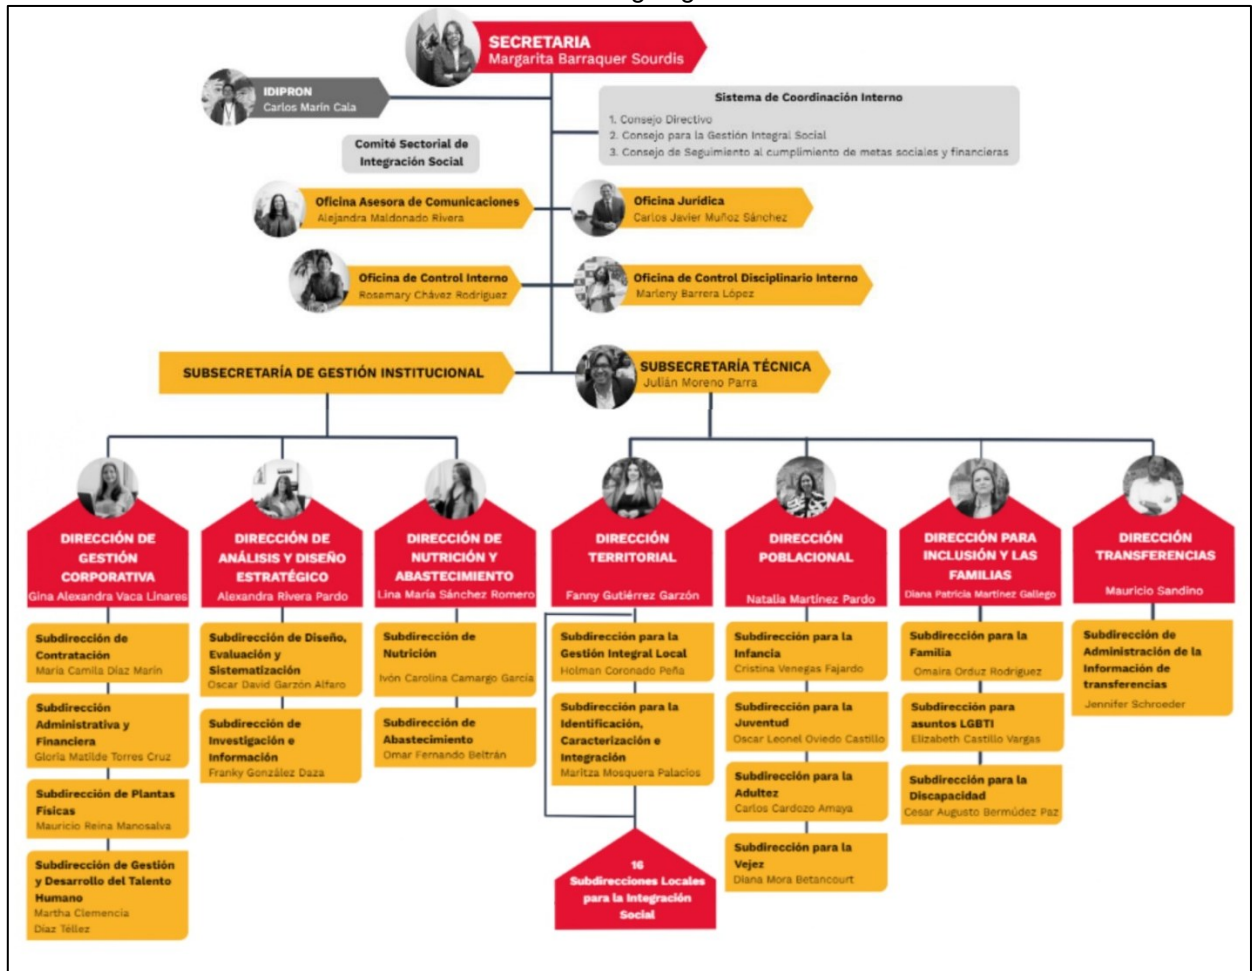 SECRETARIA
Margarita Barraquer Sourdis
IDIPRON
Carlos Marín Cala
Sistema de Coordinación Interno
1. Consejo Directivo
2. Consejo para la Gestión Integral Social
3. Consejo de Seguimiento al cumplimiento de metas sociales y financieras
Comité Sectorial de
Integración Social
Oficina Asesora de Comunicaciones
Alejandra Maldonado Rivera
Oficina Jurídica
Carlos Javier Muñoz Sánchez
Oficina de Control Interno
Rosemary Chávez Rodríguez
Oficina de Control Disciplinario Interno
Marleny Barrera López
SUBSECRETARÍA DE GESTIÓN INSTITUCIONAL
SUBSECRETARÍA TÉCNICA
Julián Moreno Parra
DIRECCIÓN DE
GESTIÓN
CORPORATIVA
Gina Alexandra Vaca Linares
Subdirección de
Contratación
María Camila Díaz Marín
Subdirección
Administrativa y
Financiera
Gloria Matilde Torres Cruz
Subdirección de Plantas
Físicas
Mauricio Reina Manosalva
Subdirección de Gestión
y Desarrollo del Talento
Humano
Martha Clemencia
Díaz Téllez
DIRECCIÓN DE
ANÁLISIS Y DISEÑO
ESTRATÉGICO
Alexandra Rivera Pardo
Subdirección de Diseño,
Evaluación y
Sistematización
Oscar David Garzón Alfaro
Subdirección de
Investigación e
Información
Franky González Daza
DIRECCIÓN DE
NUTRICIÓN Y
ABASTECIMIENTO
Lina María Sánchez Romero
Subdirección de
Nutrición
Ivón Carolina Camargo García
Subdirección de
Abastecimiento
Omar Fernando Beltrán
DIRECCIÓN
TERRITORIAL
Fanny Gutiérrez Garzón
Subdirección para la
Gestión Integral Local
Holman Coronado Peña
Subdirección para la
Identificación,
Caracterización e
Integración
Maritza Mosquera Palacios
16
Subdirecciones Locales
para la Integración
Social
DIRECCIÓN
POBLACIONAL
Natalia Martínez Pardo
Subdirección para la
Infancia
Cristina Venegas Fajardo
Subdirección para la
Juventud
Oscar Leonel Oviedo Castillo
Subdirección para la
Adultez
Carlos Cardozo Amaya
Subdirección para la
Vejez
Diana Mora Betancourt
DIRECCIÓN PARA
INCLUSIÓN Y LAS
FAMILIAS
Diana Patricia Martínez Gallego
Subdirección para la
Familia
Omaira Orduz Rodríguez
Subdirección para
asuntos LGBTI
Elizabeth Castillo Vargas
Subdirección para la
Discapacidad
Cesar Augusto Bermúdez Paz
DIRECCIÓN
TRANSFERENCIAS
Mauricio Sandino
Subdirección de
Administración de la
Información de
transferencias
Jennifer Schroeder